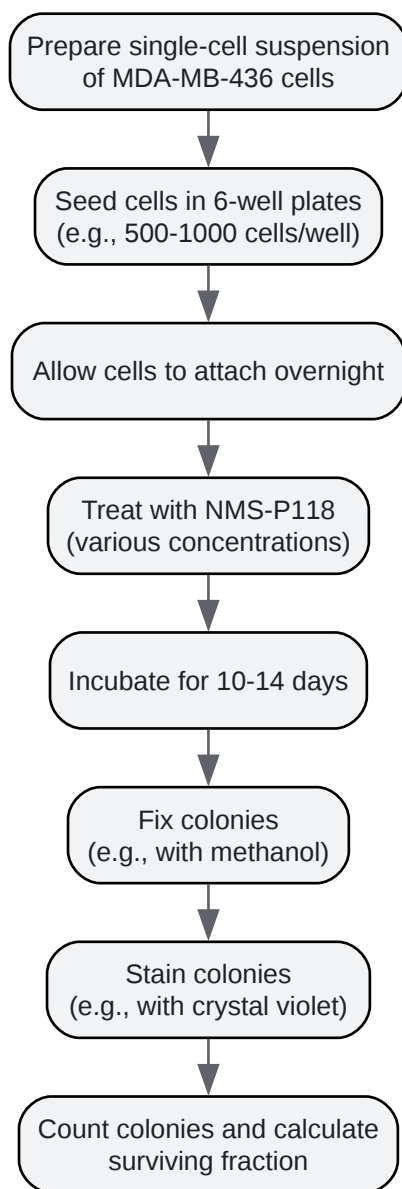 Prepare single-cell suspension
of MDA-MB-436 cells
Seed cells in 6-well plates
(e.g., 500-1000 cells/well)
Allow cells to attach overnight
Treat with NMS-P118
(various concentrations)
Incubate for 10-14 days
Fix colonies
(e.g., with methanol)
Stain colonies
(e.g., with crystal violet)
Count colonies and calculate
surviving fraction